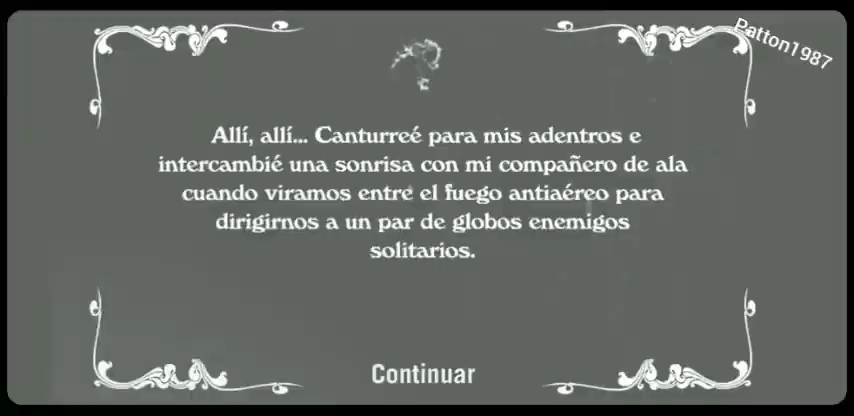 Patton1987
Allí, allí... Canturreé para mis adentros e
intercambié una sonrisa con mi compañero de ala
cuando viramos entre el fuego antiaéreo para
dirigirnos a un par de globos enemigos
solitarios.
Continuar